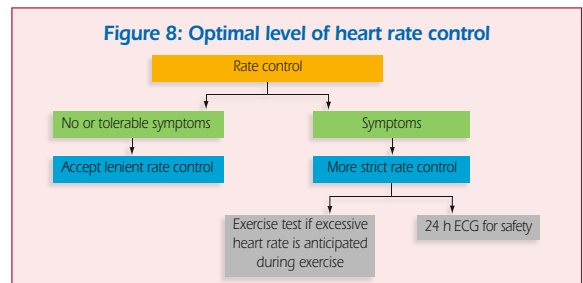 Figure 8: Optimal level of heart rate control
Rate control
No or tolerable symptoms
Symptoms
Accept lenient rate control
More strict rate control
Exercise test if excessive
heart rate is anticipated
during exercise
24 h ECG for safety